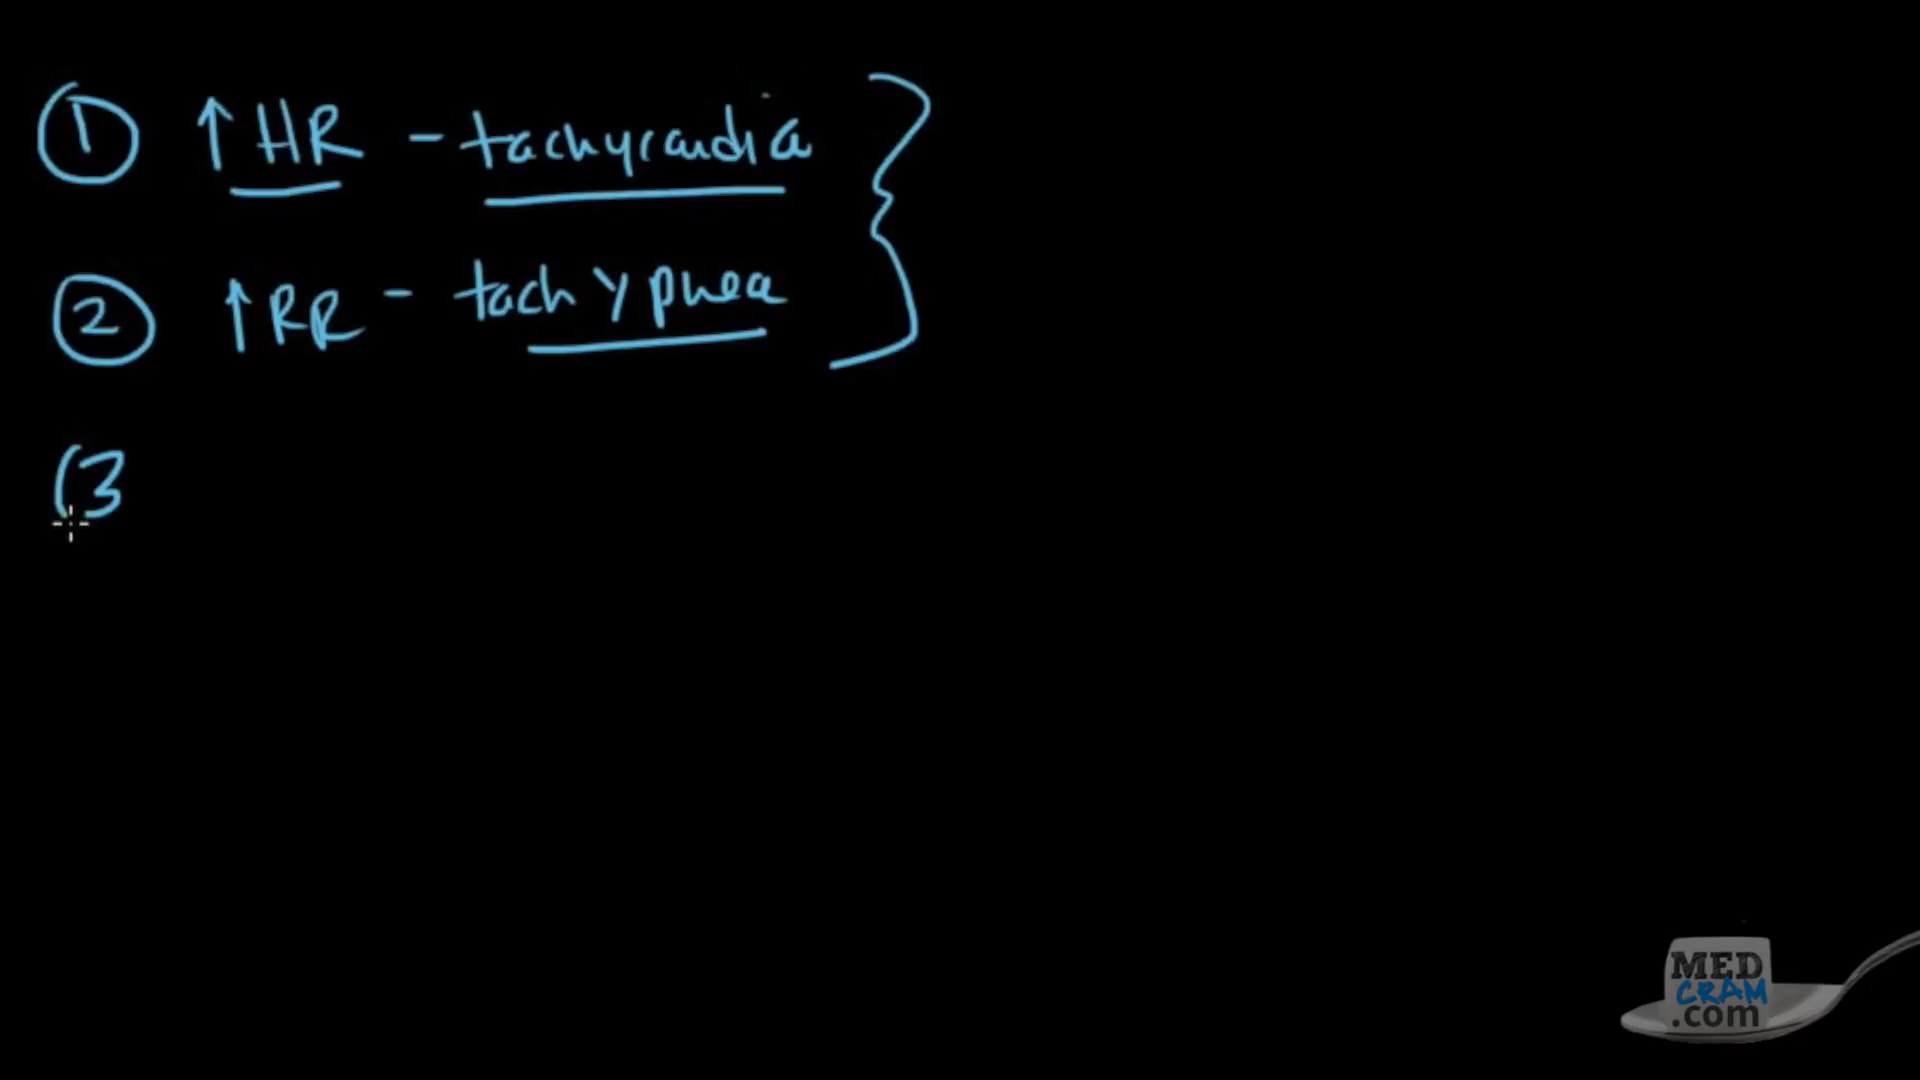 ① ↑ HR - tachycardia
② ↑ RR - tachypnea
(3
MED
CRAM
.com